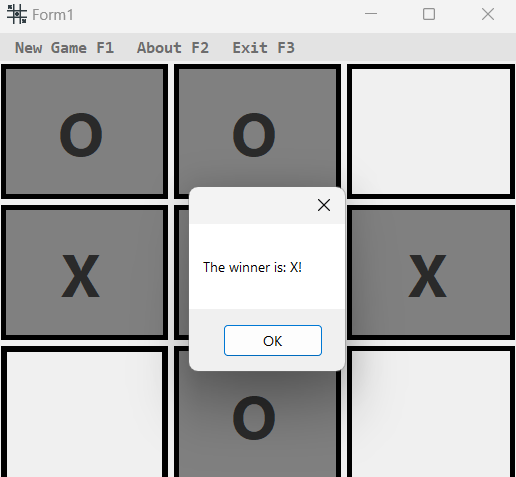 Form1
New Game F1 About F2 Exit F3
O O
X X
The winner is: X!
OK
O